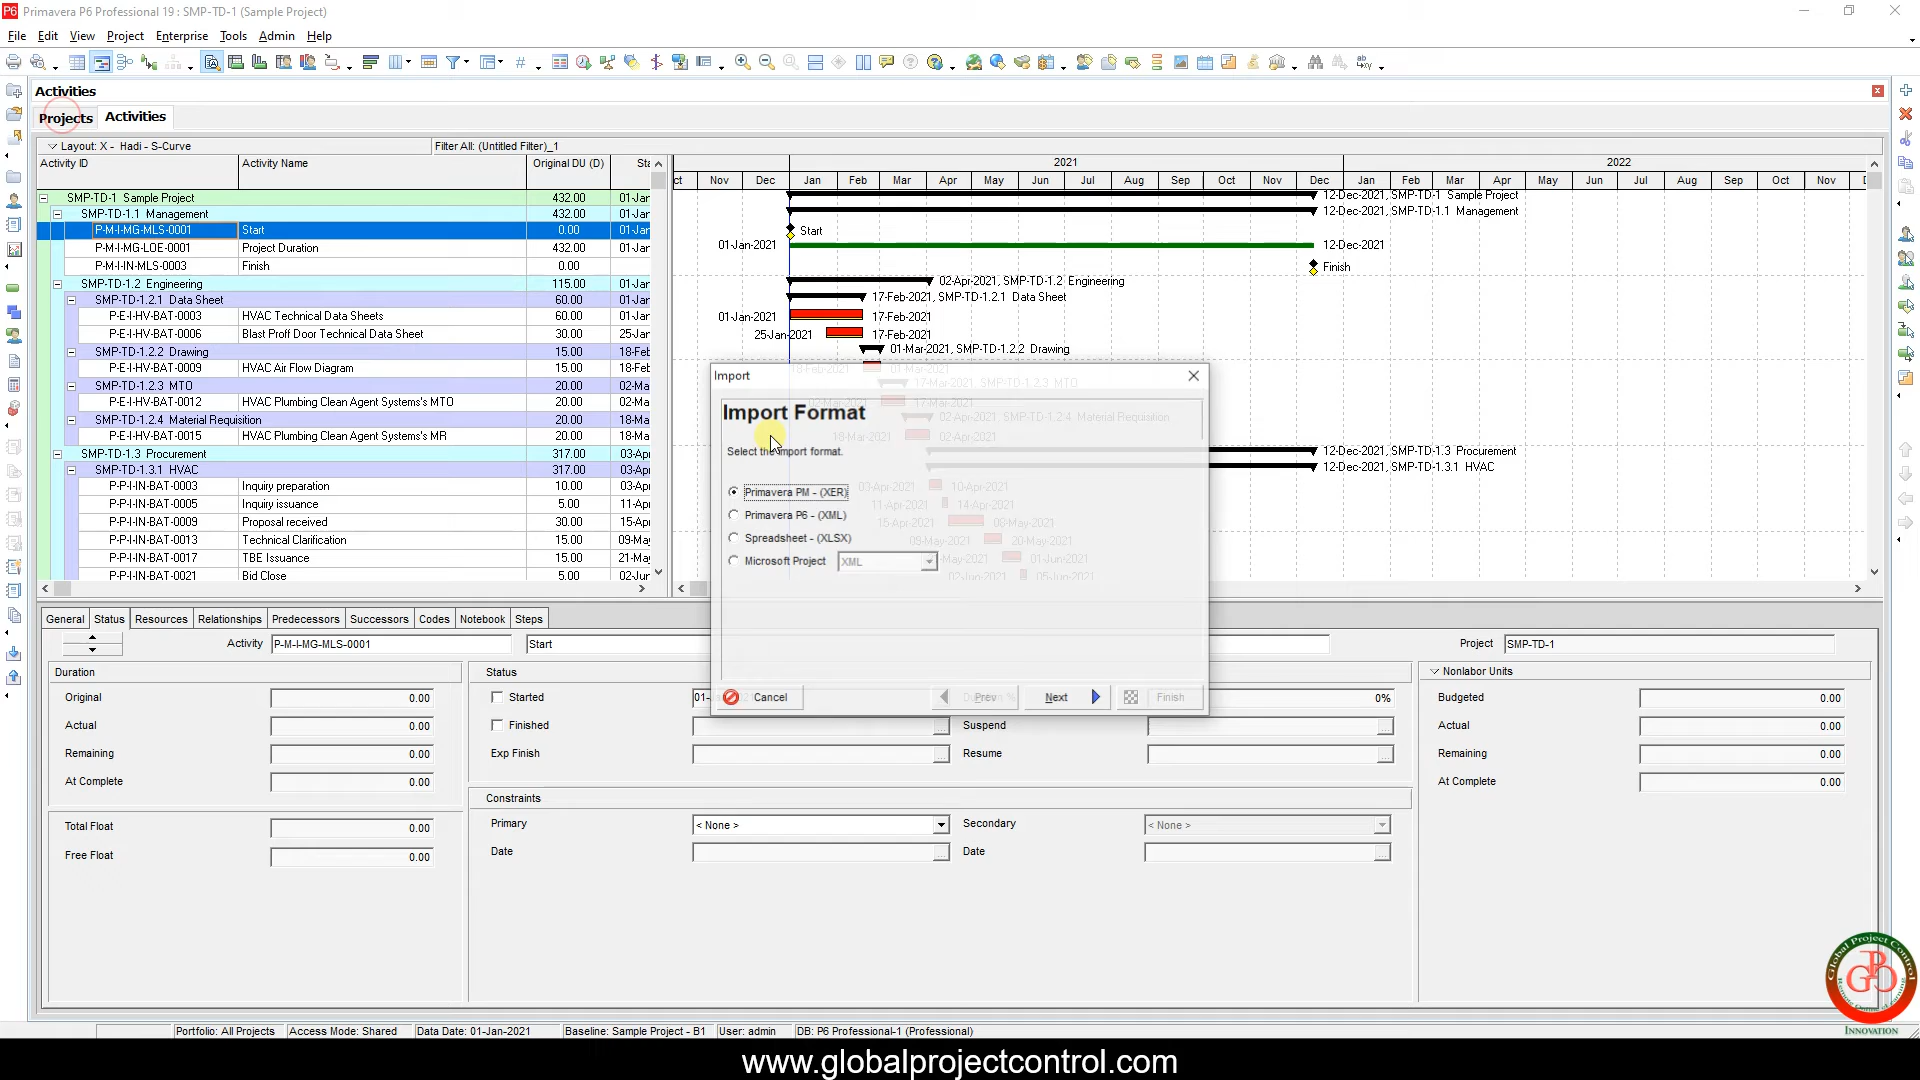 Primavera P6 Professional 19 : SMP-TD-1 (Sample Project)
File Edit View Project Enterprise Tools Admin Help
Activities
Projects Activities
Layout: X - Hadi - S-Curve Filter All: (Untitled Filter)_1
Activity ID Activity Name Original DU (D) Sta
2021 2022
ct Nov Dec Jan Feb Mar Apr May Jun Jul Aug Sep Oct Nov Dec Jan Feb Mar Apr May Jun Jul Aug Sep Oct Nov D
SMP-TD-1 Sample Project 432.00 01-Jan 12-Dec-2021, SMP-TD-1 Sample Project
SMP-TD-1.1 Management 432.00 01-Jan 12-Dec-2021, SMP-TD-1.1 Management
P-M-I-MG-MLS-0001 Start 0.00 01-Jan Start
P-M-I-MG-LOE-0001 Project Duration 432.00 01-Jan 01-Jan-2021 12-Dec-2021
P-M-I-IN-MLS-0003 Finish 0.00 Finish
SMP-TD-1.2 Engineering 115.00 01-Jan 02-Apr-2021, SMP-TD-1.2 Engineering
SMP-TD-1.2.1 Data Sheet 60.00 01-Jan 17-Feb-2021, SMP-TD-1.2.1 Data Sheet
P-E-I-HV-BAT-0003 HVAC Technical Data Sheets 60.00 01-Jan 01-Jan-2021 17-Feb-2021
P-E-I-HV-BAT-0006 Blast Proff Door Technical Data Sheet 30.00 25-Jan 25-Jan-2021 17-Feb-2021
SMP-TD-1.2.2 Drawing 15.00 18-Feb 01-Mar-2021, SMP-TD-1.2.2 Drawing
P-E-I-HV-BAT-0009 HVAC Air Flow Diagram 15.00 18-Feb 18-Feb-2021 01-Mar-2021
SMP-TD-1.2.3 MTO 20.00 02-Ma 17-Mar-2021, SMP-TD-1.2.3 MTO
P-E-I-HV-BAT-0012 HVAC Plumbing Clean Agent Systems's MTO 20.00 02-Ma 02-Mar-2021 17-Mar-2021
SMP-TD-1.2.4 Material Requisition 20.00 18-Ma 02-Apr-2021, SMP-TD-1.2.4 Material Requisition
P-E-I-HV-BAT-0015 HVAC Plumbing Clean Agent Systems's MR 20.00 18-Ma 18-Mar-2021 02-Apr-2021
SMP-TD-1.3 Procurement 317.00 03-Apr 12-Dec-2021, SMP-TD-1.3 Procurement
SMP-TD-1.3.1 HVAC 317.00 03-Apr 12-Dec-2021, SMP-TD-1.3.1 HVAC
P-P-I-IN-BAT-0003 Inquiry preparation 10.00 03-Apr 03-Apr-2021 10-Apr-2021
P-P-I-IN-BAT-0005 Inquiry issuance 5.00 11-Apr 11-Apr-2021 14-Apr-2021
P-P-I-IN-BAT-0009 Proposal received 30.00 15-Apr 15-Apr-2021 08-May-2021
P-P-I-IN-BAT-0013 Technical Clarification 15.00 09-May 09-May-2021 20-May-2021
P-P-I-IN-BAT-0017 TBE Issuance 15.00 21-May May-2021 01-Jun-2021
P-P-I-IN-BAT-0021 Bid Close 5.00 02-Jun 02-Jun-2021 05-Jun-2021
Import
Import Format
Select the import format.
Primavera PM - (XER)
Primavera P6 - (XML)
Spreadsheet - (XLSX)
Microsoft Project XML
Cancel Prev Next Finish
General Status Resources Relationships Predecessors Successors Codes Notebook Steps
Activity P-M-I-MG-MLS-0001 Start Project SMP-TD-1
Duration Status Nonlabor Units
Original 0.00 Started 01- 0% Budgeted 0.00
Actual 0.00 Finished Suspend Actual 0.00
Remaining 0.00 Exp Finish Resume Remaining 0.00
At Complete 0.00 At Complete 0.00
Constraints
Total Float 0.00 Primary < None > Secondary < None >
Free Float 0.00 Date Date
Portfolio: All Projects Access Mode: Shared Data Date: 01-Jan-2021 Baseline: Sample Project - B1 User: admin DB: P6 Professional-1 (Professional)
Global Project Control
GPC
INNOVATION
www.globalprojectcontrol.com